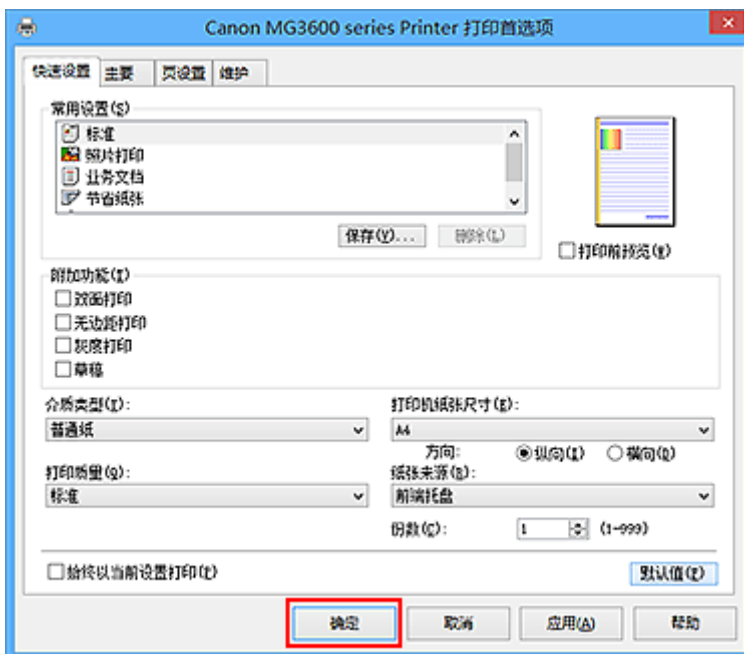 Canon MG3600 series Printer 打印首选项
快速设置 主要 页设置 维护
常用设置(S)
标准
照片打印
业务文档
节省纸张
保存(V)... 删除(L)
打印前预览(W)
附加功能(I)
双面打印
无边距打印
灰度打印
草稿
介质类型(T): 打印机纸张尺寸(E):
普通纸 A4
方向: 纵向(I) 横向(D)
打印质量(Q): 纸张来源(B):
标准 前端托盘
份数(C): 1 (1-999)
始终以当前设置打印(P) 默认值(F)
确定 取消 应用(A) 帮助